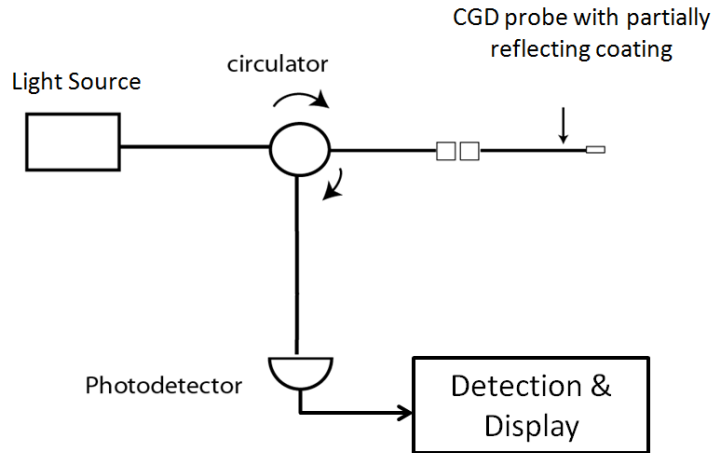 CGD probe with partially
reflecting coating
circulator
Light Source
Photodetector
Detection &
Display